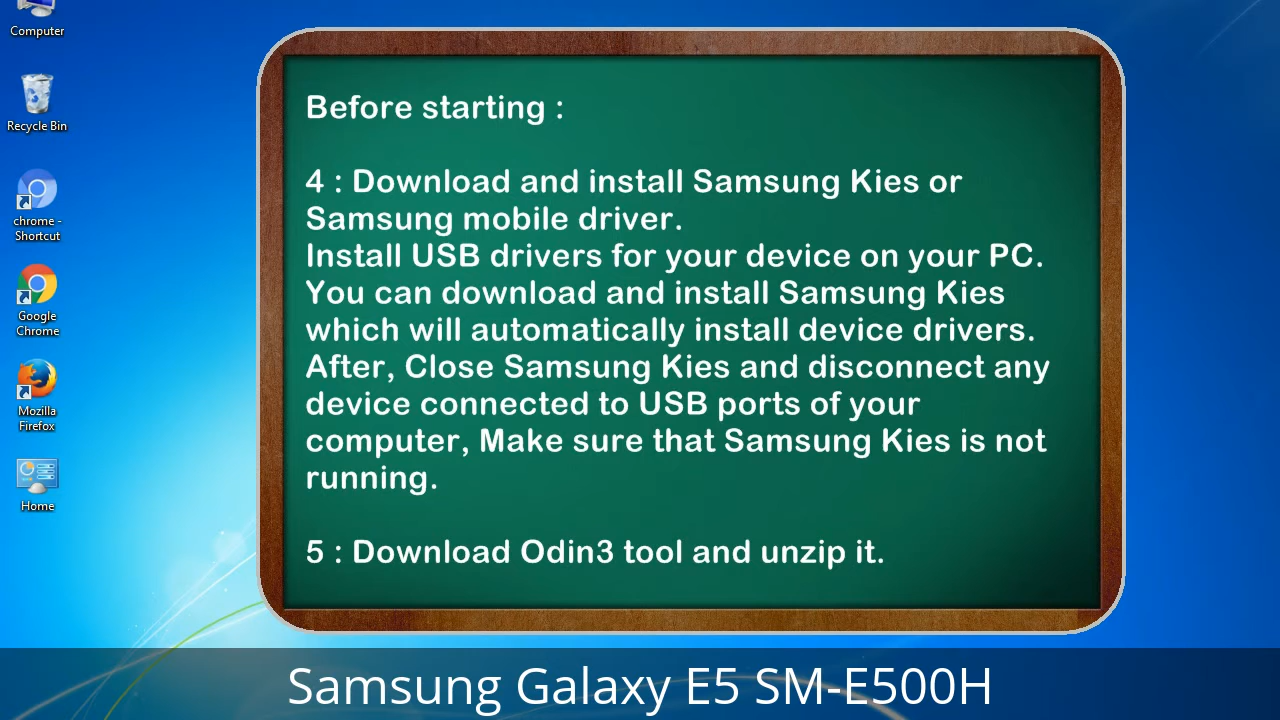 Computer
Recycle Bin
chrome -
Shortcut
Google
Chrome
Mozilla
Firefox
Home
Before starting :
4 : Download and install Samsung Kies or
Samsung mobile driver.
Install USB drivers for your device on your PC.
You can download and install Samsung Kies
which will automatically install device drivers.
After, Close Samsung Kies and disconnect any
device connected to USB ports of your
computer, Make sure that Samsung Kies is not
running.
5 : Download Odin3 tool and unzip it.
Samsung Galaxy E5 SM-E500H